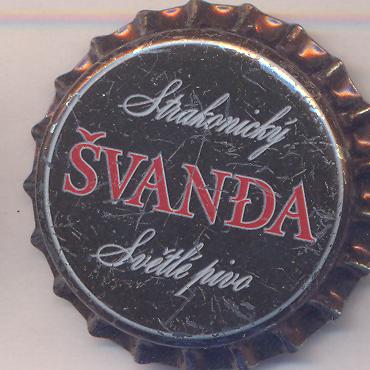 Strakonický
ŠVANDA
Světlé pivo